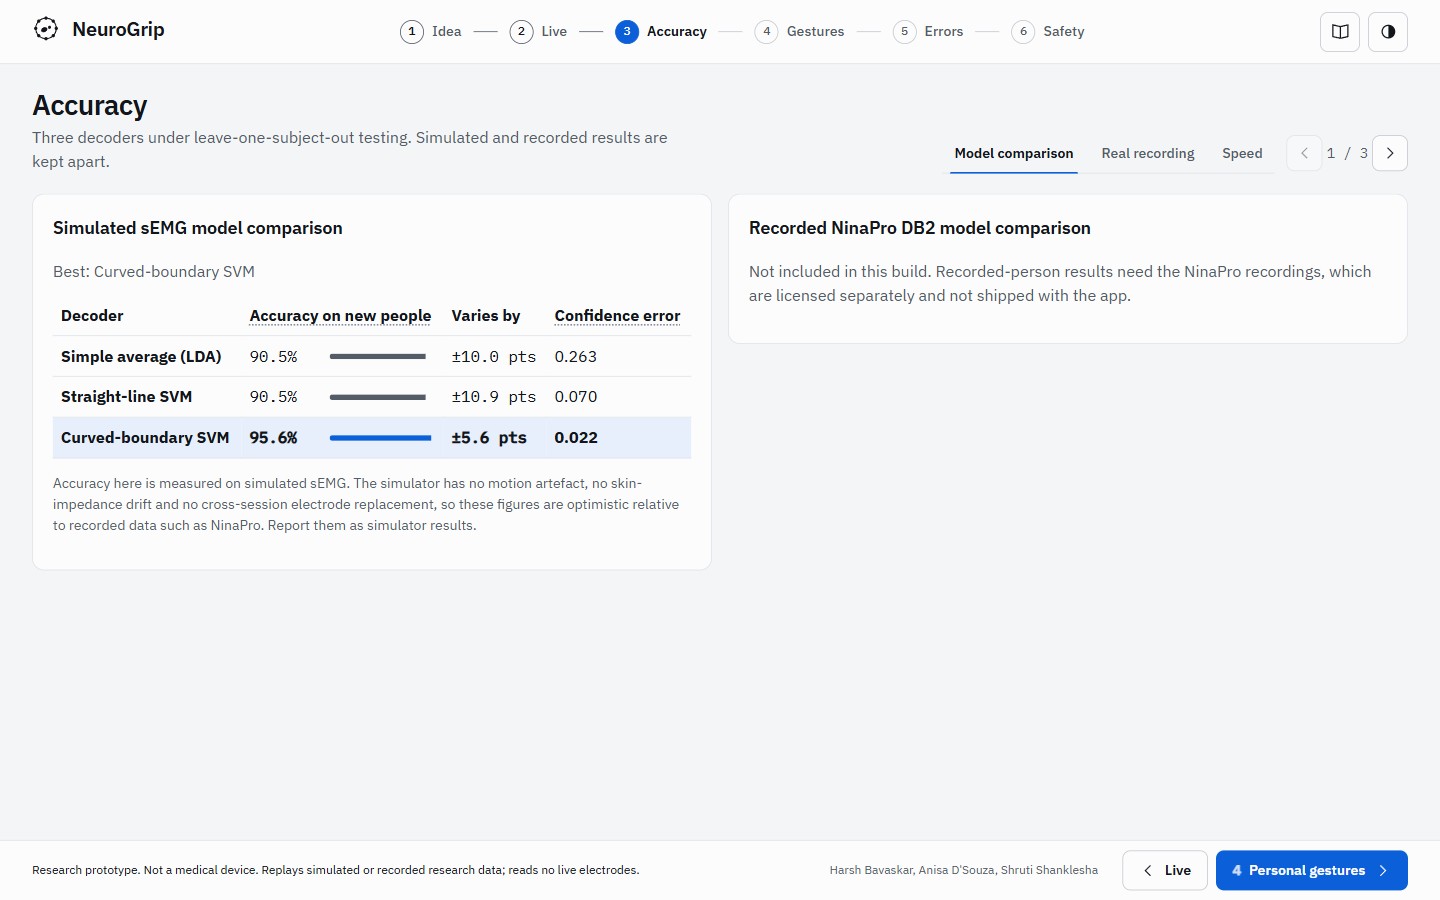 NeuroGrip
1 Idea
2 Live
3 Accuracy
4 Gestures
5 Errors
6 Safety
Accuracy
Three decoders under leave-one-subject-out testing. Simulated and recorded results are
kept apart.
Model comparison
Real recording
Speed
1 / 3
Simulated sEMG model comparison
Best: Curved-boundary SVM
Decoder Accuracy on new people Varies by Confidence error
Simple average (LDA) 90.5% ±10.0 pts 0.263
Straight-line SVM 90.5% ±10.9 pts 0.070
Curved-boundary SVM 95.6% ±5.6 pts 0.022
Accuracy here is measured on simulated sEMG. The simulator has no motion artefact, no skin-
impedance drift and no cross-session electrode replacement, so these figures are optimistic relative
to recorded data such as NinaPro. Report them as simulator results.
Recorded NinaPro DB2 model comparison
Not included in this build. Recorded-person results need the NinaPro recordings, which
are licensed separately and not shipped with the app.
Research prototype. Not a medical device. Replays simulated or recorded research data; reads no live electrodes.
Harsh Bavaskar, Anisa D'Souza, Shruti Shanklesha
Live
4 Personal gestures